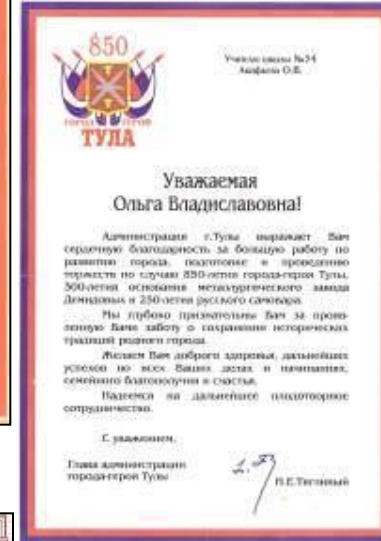 850
ГОРОД ГЕРОЙ
ТУЛА
Учителю школы №54
О.В.
Уважаемая
Ольга Владиславовна!
Администрация г.Тулы выражает Вам
сердечную благодарность за большую работу по
развитию города, подготовке и проведению
торжеств по случаю 850-летия города-героя Тулы,
300-летия основания металлургического завода
Демидовых и 250-летия русского самовара.
Мы глубоко признательны Вам за прояв-
ленную Вами заботу о сохранении исторических
традиций родного города.
Желаем Вам доброго здоровья, дальнейших
успехов во всех Ваших делах и начинаниях,
семейного благополучия и счастья.
Надеемся на дальнейшее плодотворное
сотрудничество.
С уважением,
Глава администрации
города-героя Тулы
Н.Е.Тягливый